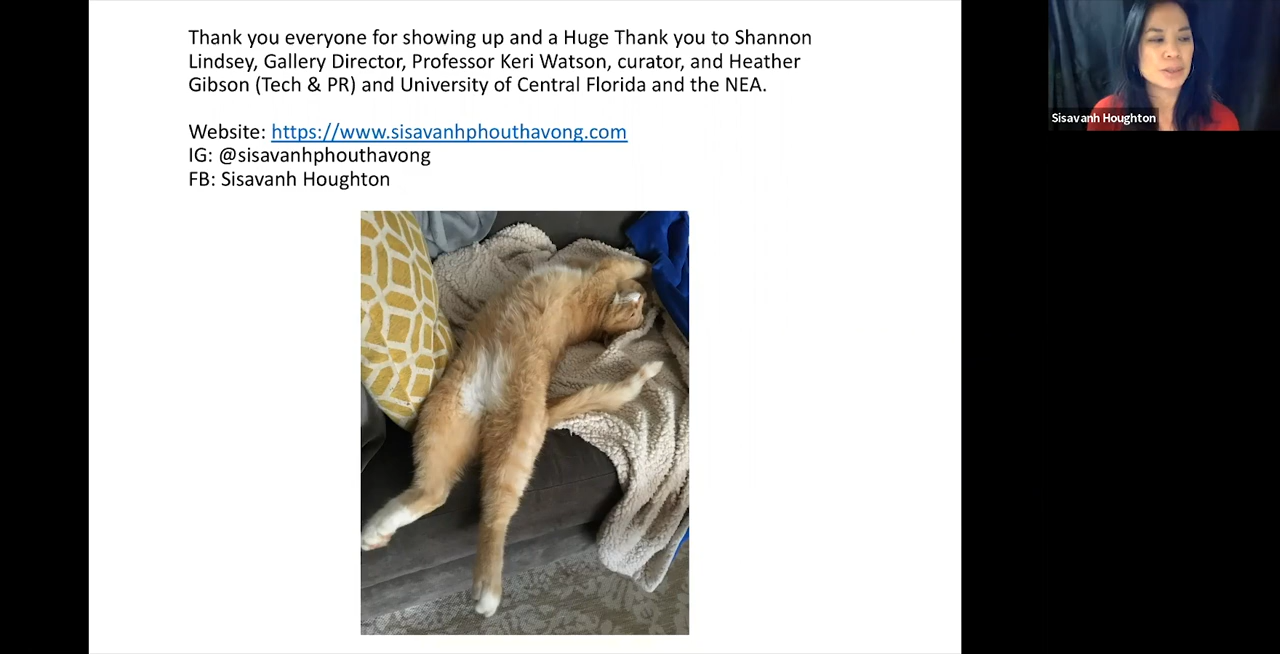 Thank you everyone for showing up and a Huge Thank you to Shannon
Lindsey, Gallery Director, Professor Keri Watson, curator, and Heather
Gibson (Tech & PR) and University of Central Florida and the NEA.
Website: https://www.sisavanhphouthavong.com
IG: @sisavanhphouthavong
FB: Sisavanh Houghton
Sisavanh Houghton